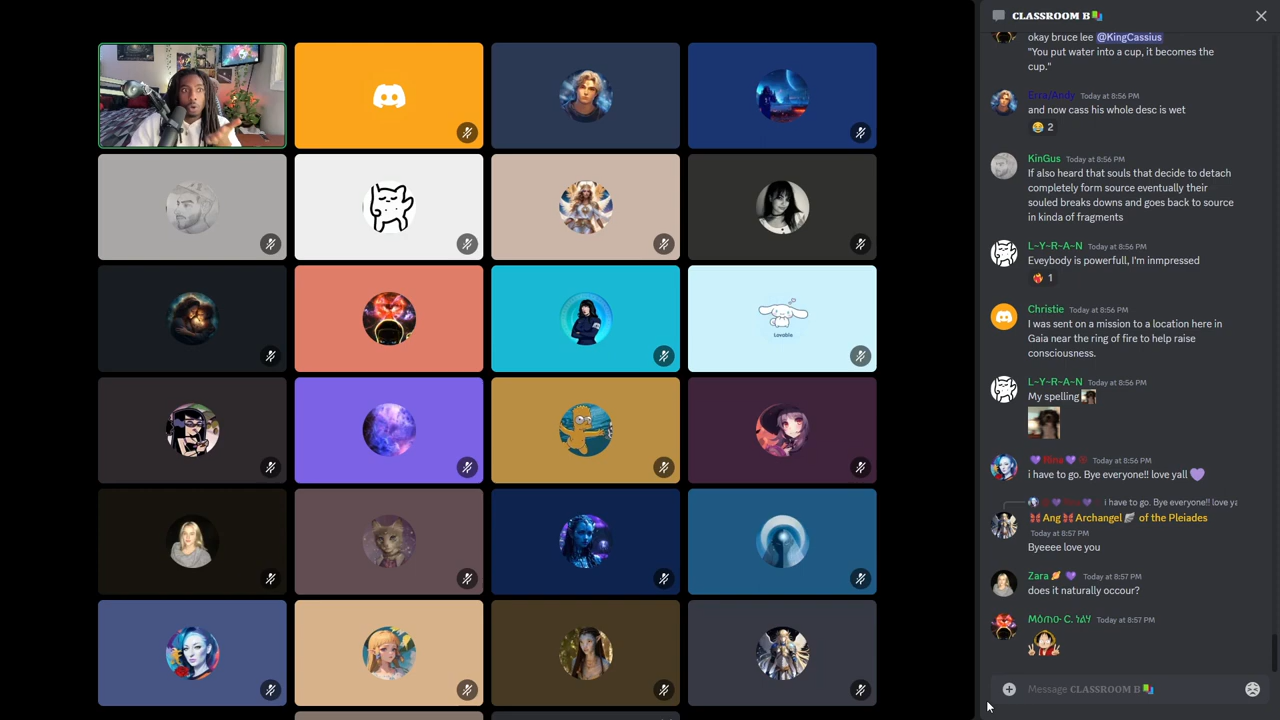 CLASSROOM B
okay bruce lee @KingCassius
"You put water into a cup, it becomes the
cup."
Erra/Andy Today at 8:56 PM
and now cass his whole desc is wet
2
KinGus Today at 8:56 PM
If also heard that souls that decide to detach
completely form source eventually their
souled breaks downs and goes back to source
in kinda of fragments
L~Y~R~A~N Today at 8:56 PM
Eveybody is powerfull, I'm inmpressed
1
Christie Today at 8:56 PM
I was sent on a mission to a location here in
Gaia near the ring of fire to help raise
consciousness.
L~Y~R~A~N Today at 8:56 PM
My spelling
Today at 8:56 PM
i have to go. Bye everyone!! love yall 💜
i have to go. Bye everyone!! love ya
Ang Archangel of the Pleiades
Today at 8:57 PM
Byeeee love you
Zara 🪐 💜 Today at 8:57 PM
does it naturally occour?
Today at 8:57 PM
Message CLASSROOM B
Lovable